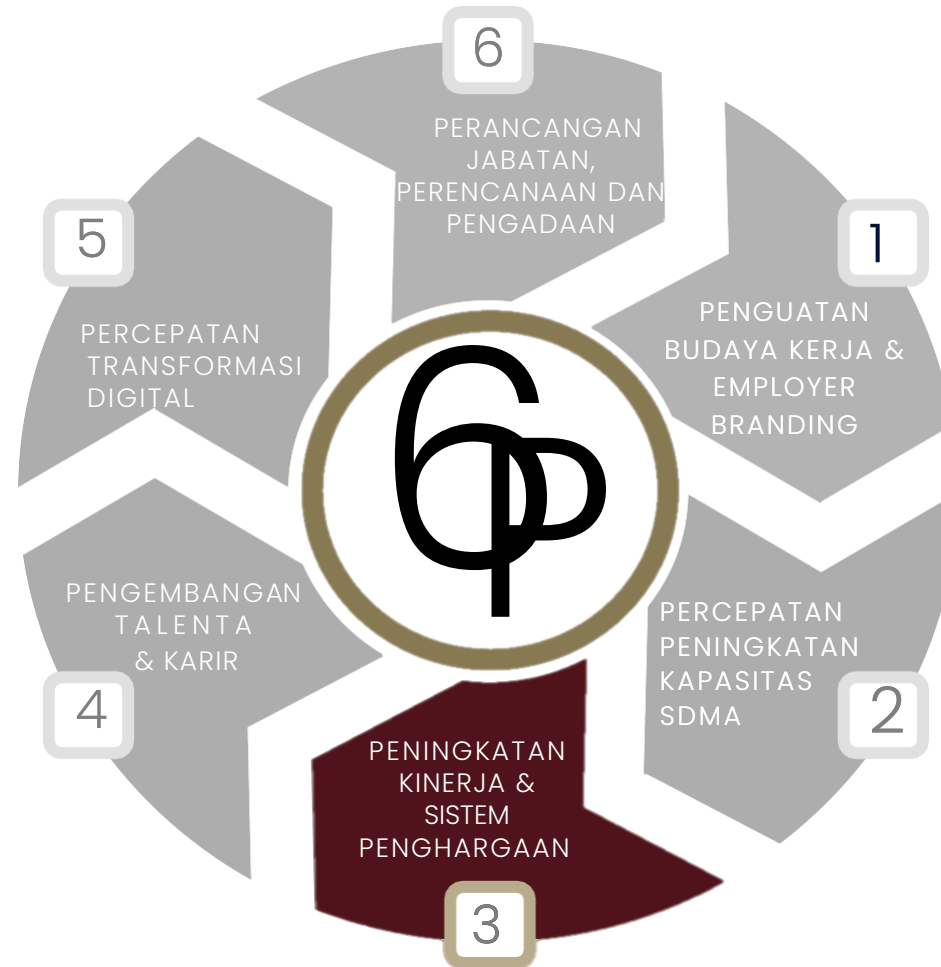 6
PERANCANGAN
JABATAN,
PERENCANAAN DAN
PENGADAAN
1
PENGUATAN
BUDAYA KERJA &
EMPLOYER
BRANDING
2
PERCEPATAN
PENINGKATAN
KAPASITAS
SDMA
3
PENINGKATAN
KINERJA &
SISTEM
PENGHARGAAN
4
PENGEMBANGAN
TALENTA
& KARIR
5
PERCEPATAN
TRANSFORMASI
DIGITAL
6P